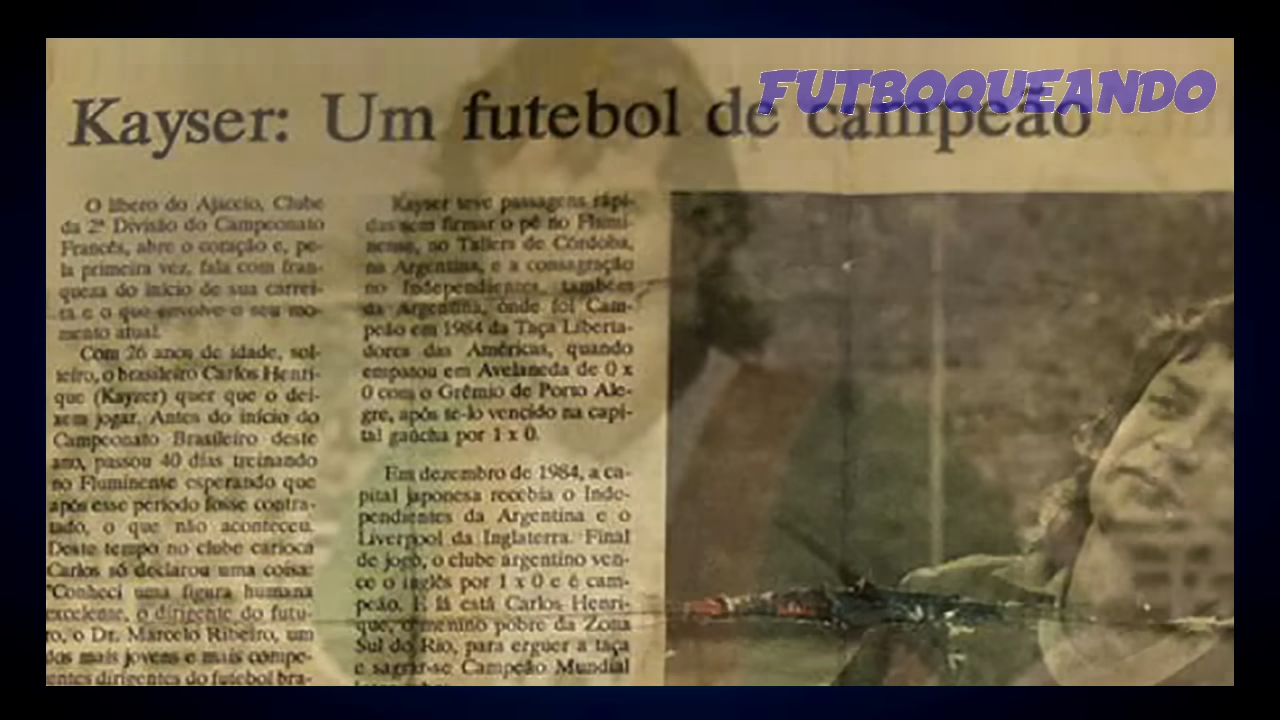 FUTBOQUEANDO
Kayser: Um futebol de campeão
O líbero do Ajaccio, Clube
da 2ª Divisão do Campeonato
Francês, abre o coração e, pe-
la primeira vez, fala com fran-
queza do início de sua carrei-
ra e o que envolve o seu mo-
mento atual.
Com 26 anos de idade, sol-
teiro, o brasileiro Carlos Henri-
que (Kayzer) quer que o dei-
xem jogar. Antes do início do
Campeonato Brasileiro deste
ano, passou 40 dias treinando
no Fluminente esperando que
após esse período fosse contra-
tado, o que não aconteceu.
Deste tempo no clube carioca
Carlos só declarou uma coisa:
"Conheci uma figura humana
excelente, o dirigente do futu-
ro, o Dr. Marcelo Ribeiro, um
dos mais jovens e mais compe-
entes dirigentes do futebol bra-
Kayser teve passagens rápi-
das sem firmar o pé no Flumi-
nense, no Tallers de Córdoba,
na Argentina, e a consagração
no Independientes, também
da Argentina, onde foi Cam-
peão em 1984 da Taça Liberta-
dores das Américas, quando
empatou em Avelaneda de 0 x
0 com o Grêmio de Porto Ale-
gre, após te-lo vencido na capi-
tal gaúcha por 1 x 0.
Em dezembro de 1984, a ca-
pital japonesa recebia o Inde-
pendientes da Argentina e o
Liverpool da Inglaterra. Final
de jogo, o clube argentino ven-
ce o inglês por 1 x 0 e é cam-
peão. E lá está Carlos Henri-
que, o menino pobre da Zona
Sul do Rio, para erguer a taça
e sagrar-se Campeão Mundial